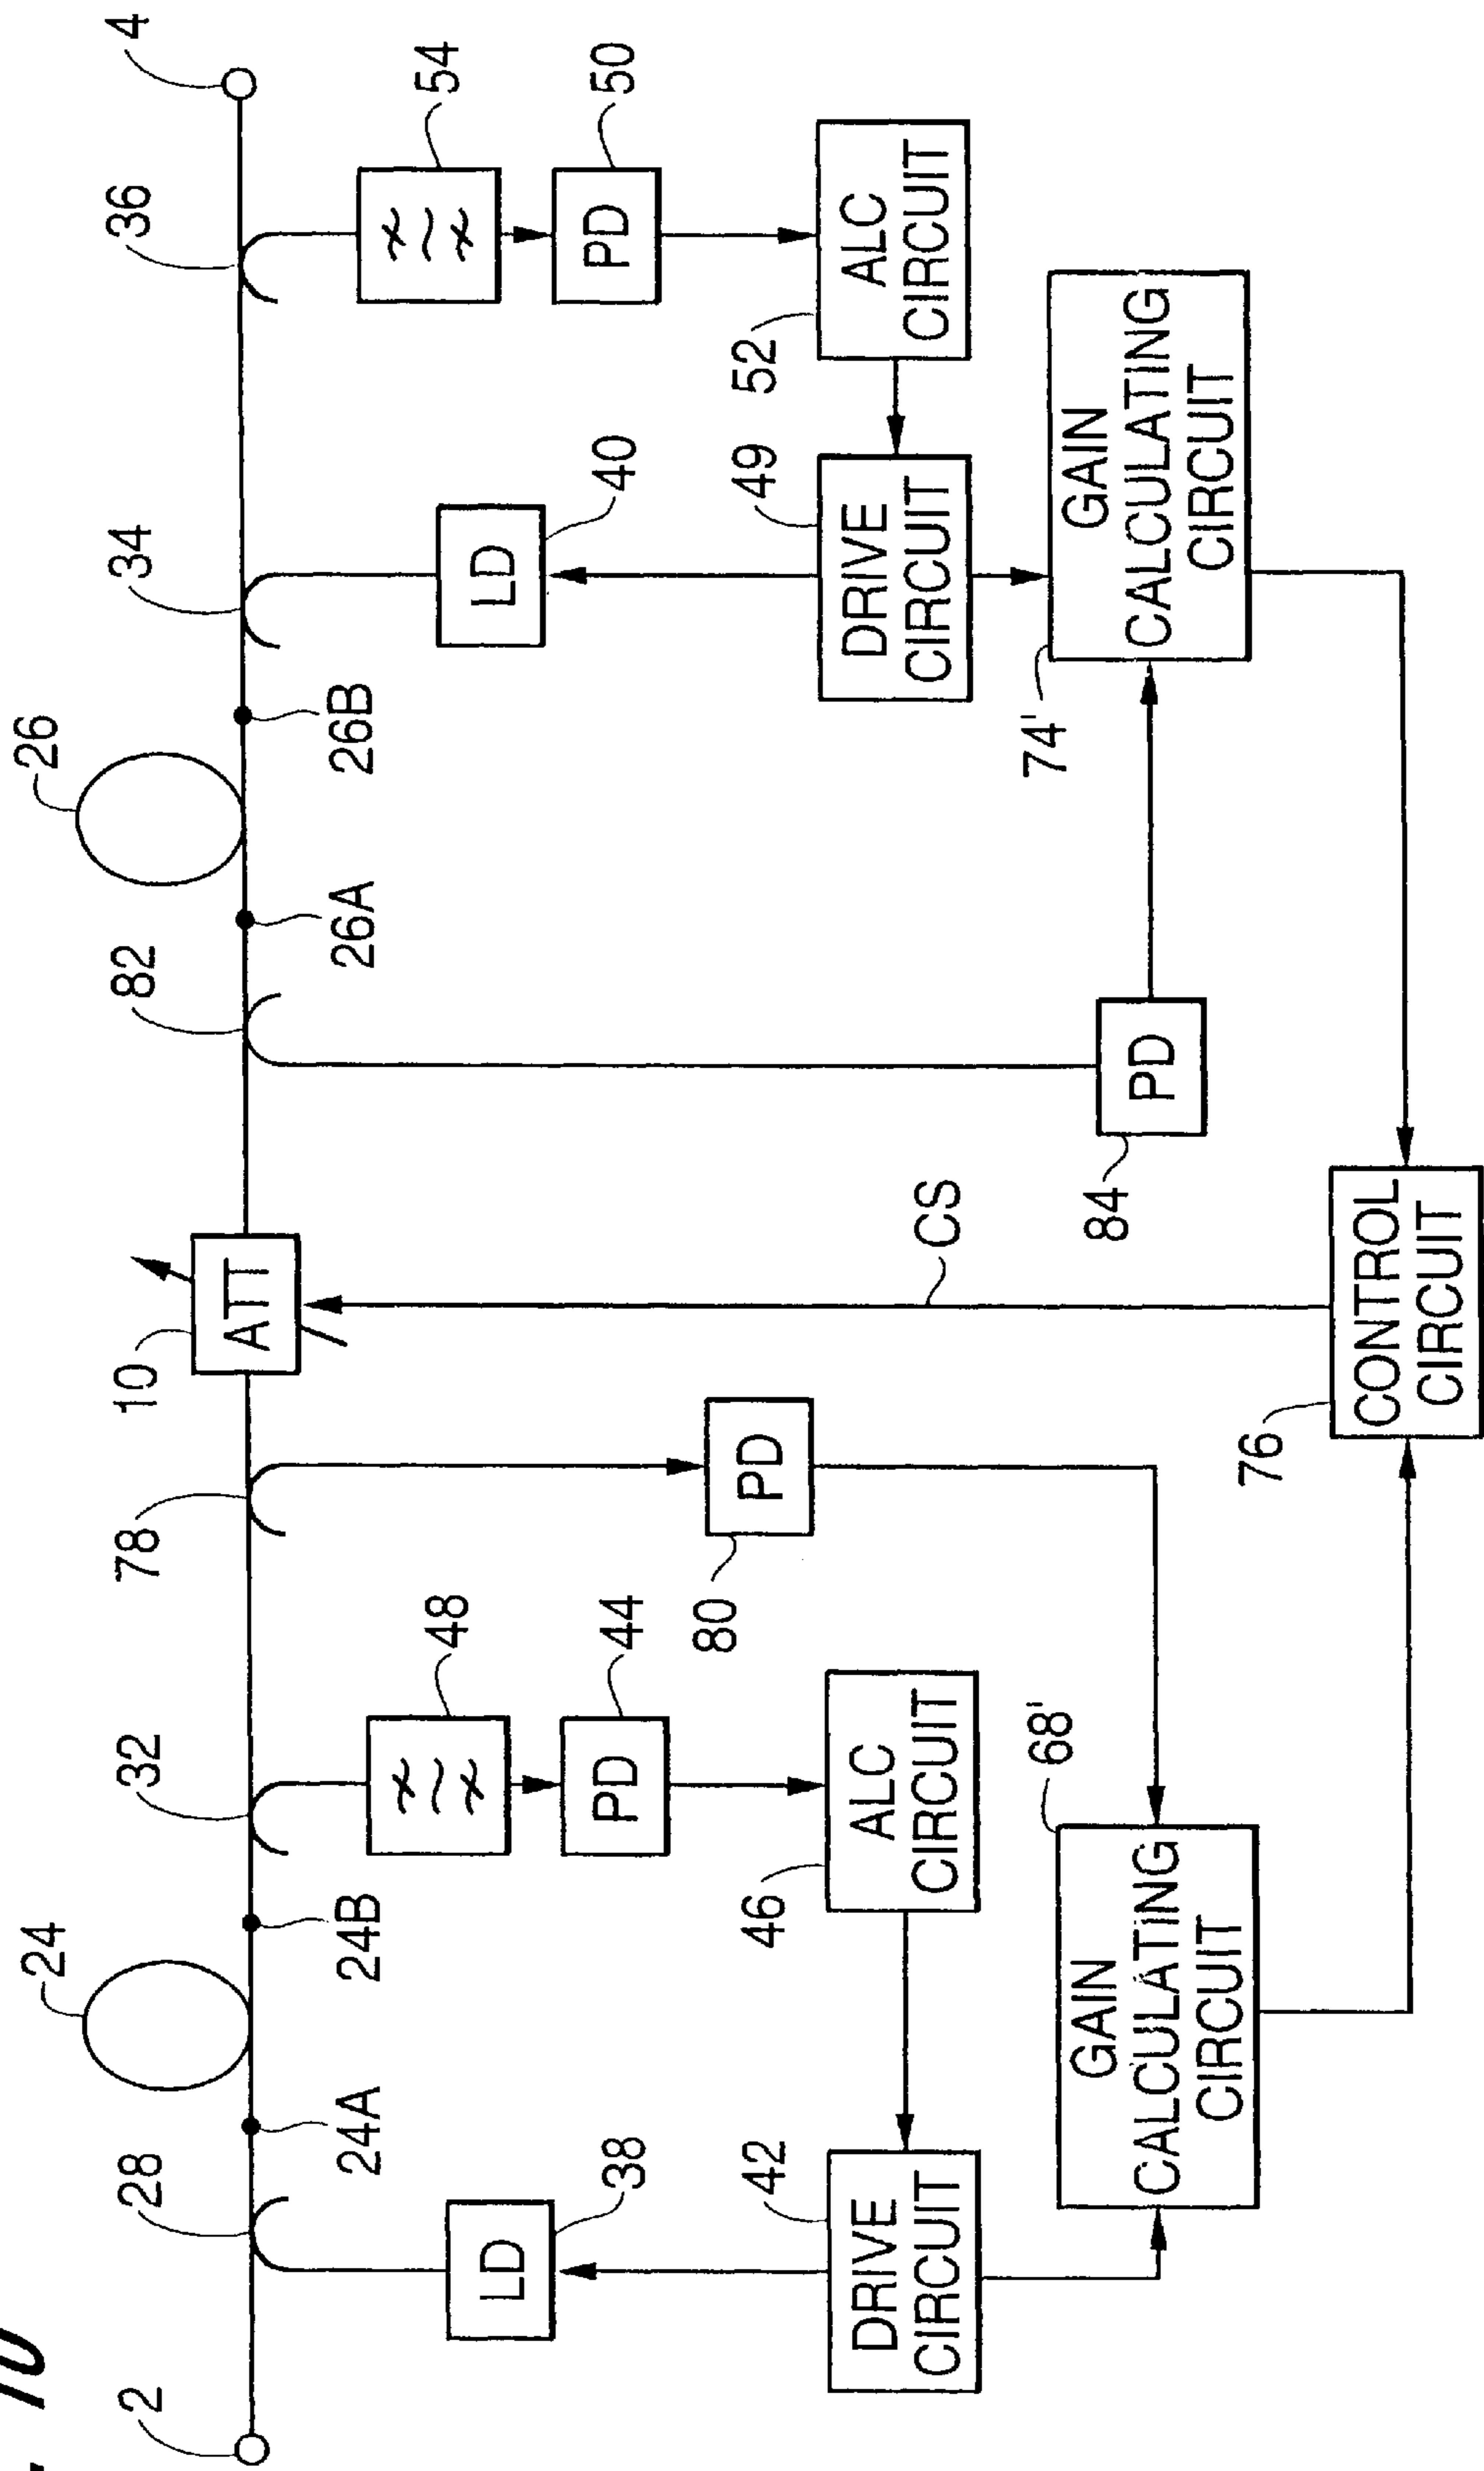 10
2
28
24A
24
24B
32
78
10
ATT
82
26A
26
26B
34
36
4
LD
38
48
PD
44
PD
80
CS
LD
40
54
PD
50
DRIVE
CIRCUIT
42
ALC
CIRCUIT
46
DRIVE
CIRCUIT
49
ALC
CIRCUIT
52
GAIN
CALCULATING
CIRCUIT
68'
PD
84
GAIN
CALCULATING
CIRCUIT
74'
CONTROL
CIRCUIT
76